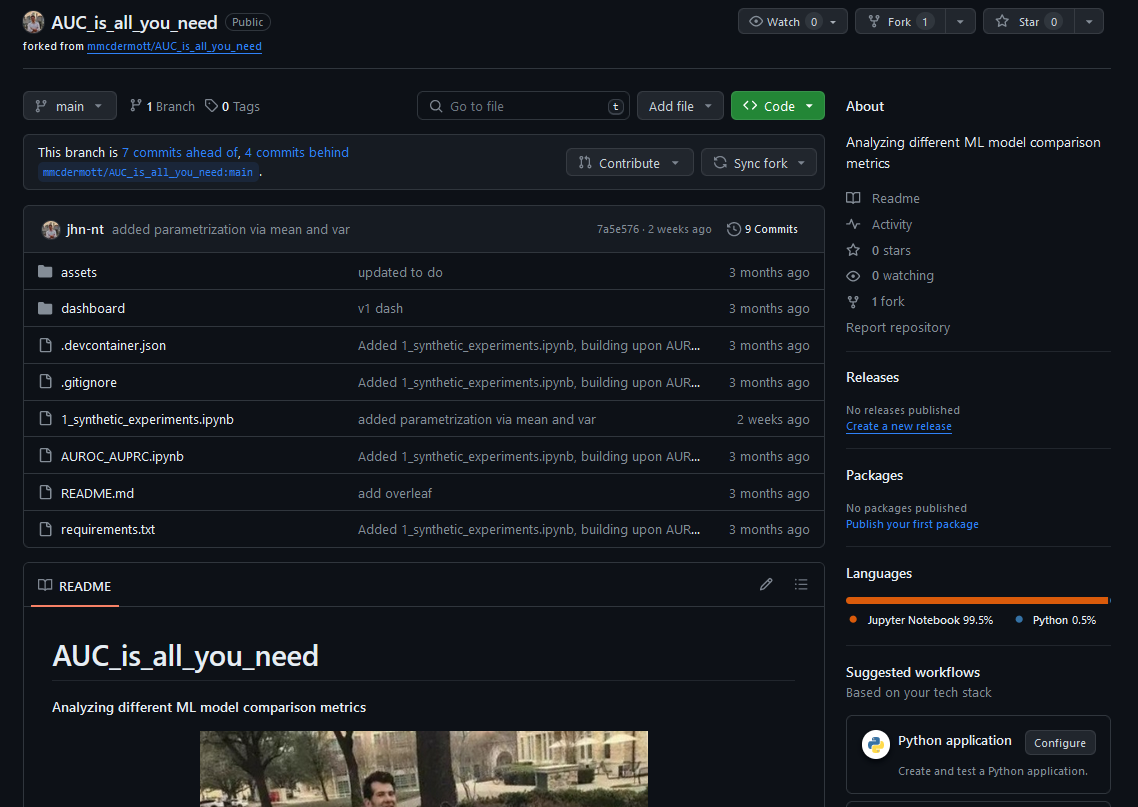 AUC_is_all_you_need Public Watch 0 Fork 1 Star 0
forked from mmcdermott/AUC_is_all_you_need
main 1 Branch 0 Tags Go to file t Add file Code
This branch is 7 commits ahead of, 4 commits behind
mmcdermott/AUC_is_all_you_need:main .
Contribute Sync fork
jhn-nt added parametrization via mean and var 7a5e576 · 2 weeks ago 9 Commits
assets updated to do 3 months ago
dashboard v1 dash 3 months ago
.devcontainer.json Added 1_synthetic_experiments.ipynb, building upon AUR... 3 months ago
.gitignore Added 1_synthetic_experiments.ipynb, building upon AUR... 3 months ago
1_synthetic_experiments.ipynb added parametrization via mean and var 2 weeks ago
AUROC_AUPRC.ipynb Added 1_synthetic_experiments.ipynb, building upon AUR... 3 months ago
README.md add overleaf 3 months ago
requirements.txt Added 1_synthetic_experiments.ipynb, building upon AUR... 3 months ago
README
AUC_is_all_you_need
Analyzing different ML model comparison metrics
About
Analyzing different ML model comparison
metrics
Readme
Activity
0 stars
0 watching
1 fork
Report repository
Releases
No releases published
Create a new release
Packages
No packages published
Publish your first package
Languages
Jupyter Notebook 99.5% Python 0.5%
Suggested workflows
Based on your tech stack
Python application Configure
Create and test a Python application.